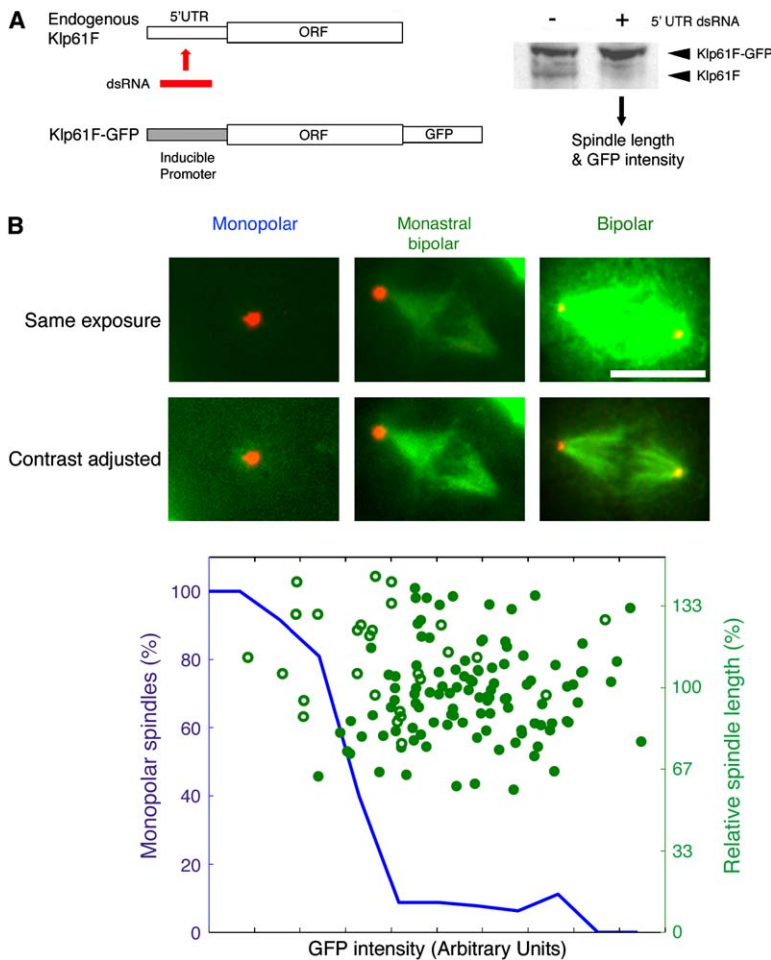 A
Endogenous
Klp61F
5'UTR
ORF
dsRNA
Klp61F-GFP
ORF
GFP
Inducible
Promoter
- + 5' UTR dsRNA
Klp61F-GFP
Klp61F
Spindle length
& GFP intensity
B
Monopolar
Monastral
bipolar
Bipolar
Same exposure
Contrast adjusted
Monopolar spindles (%)
100
80
60
40
20
0
133
100
67
33
0
Relative spindle length (%)
GFP intensity (Arbitrary Units)